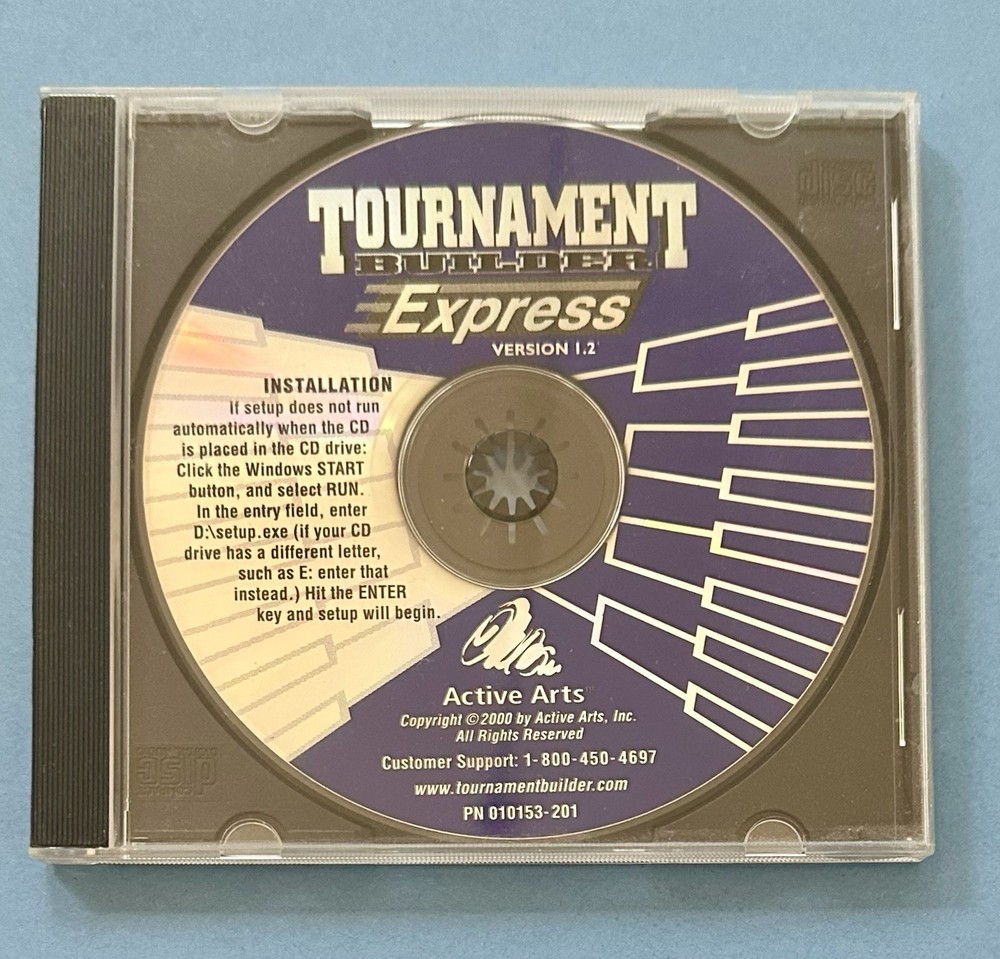 TOURNAMENT
BUILDER
Express
VERSION 1.2
INSTALLATION
If setup does not run
automatically when the CD
is placed in the CD drive:
Click the Windows START
button, and select RUN.
In the entry field, enter
D:\setup.exe (if your CD
drive has a different letter,
such as E: enter that
instead.) Hit the ENTER
key and setup will begin.
Active Arts
Copyright ©2000 by Active Arts, Inc.
All Rights Reserved
Customer Support: 1-800-450-4697
www.tournamentbuilder.com
PN 010153-201
disc